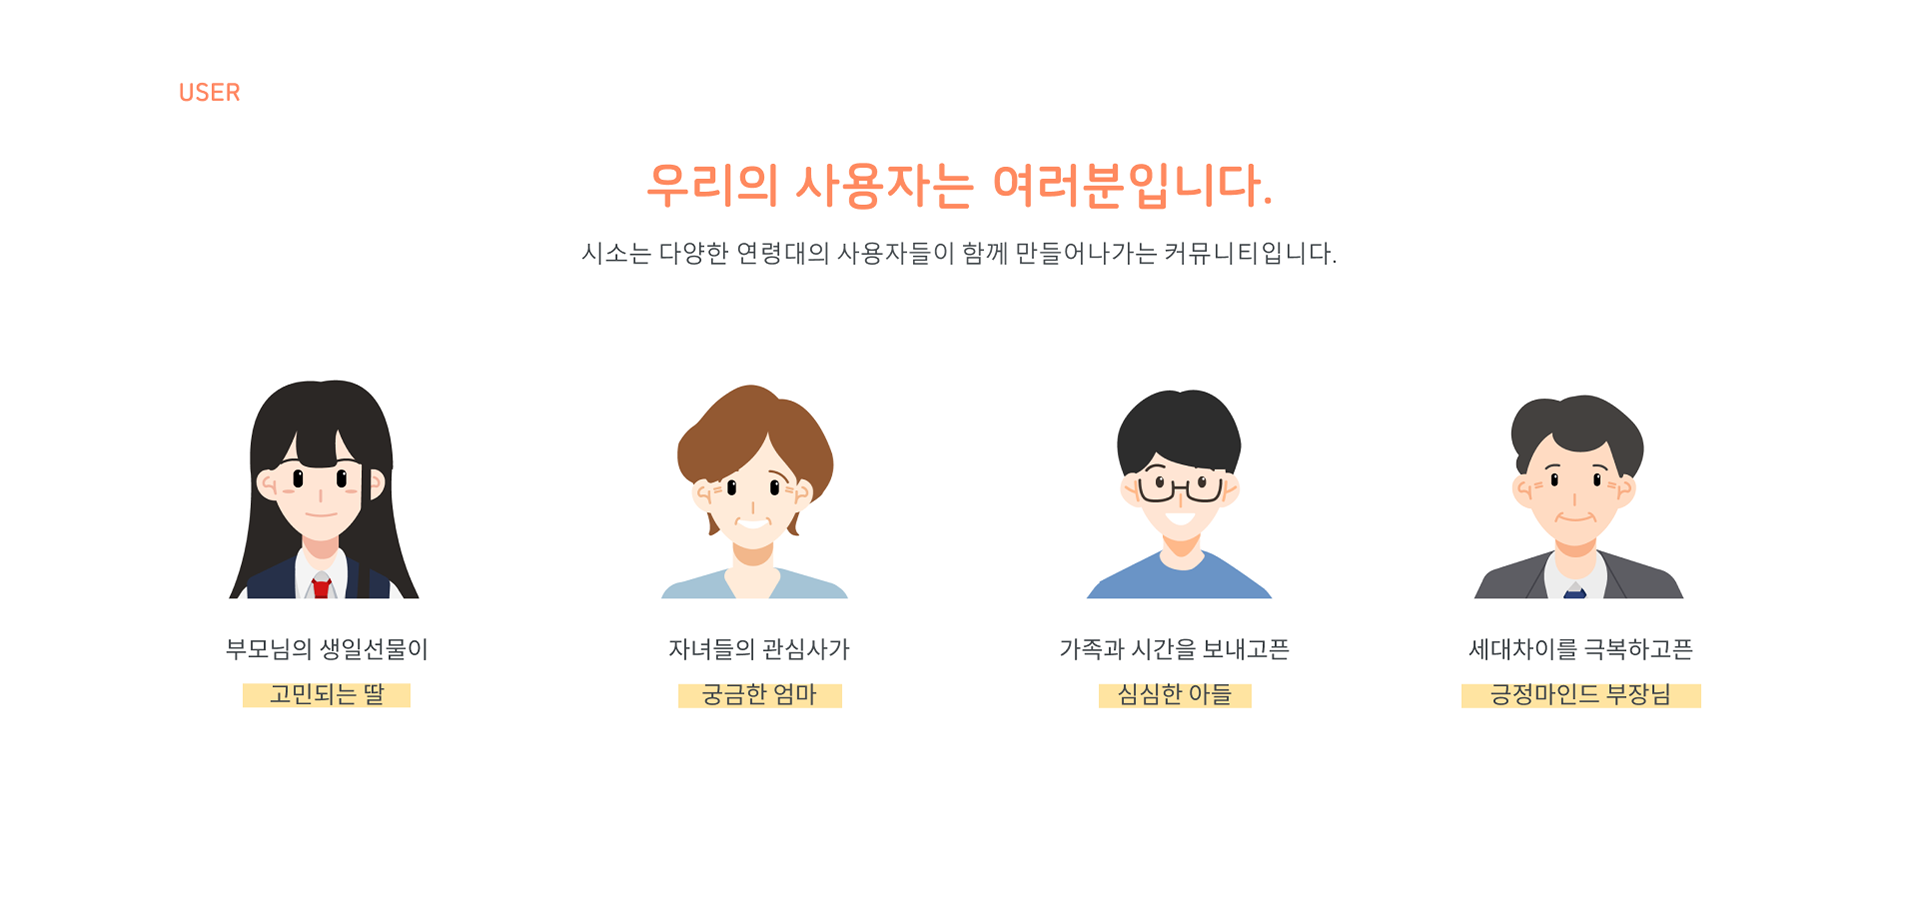 USER
우리의 사용자는 여러분입니다.
시소는 다양한 연령대의 사용자들이 함께 만들어나가는 커뮤니티입니다.
부모님의 생일선물이
고민되는 딸
자녀들의 관심사가
궁금한 엄마
가족과 시간을 보내고픈
심심한 아들
세대차이를 극복하고픈
긍정마인드 부장님